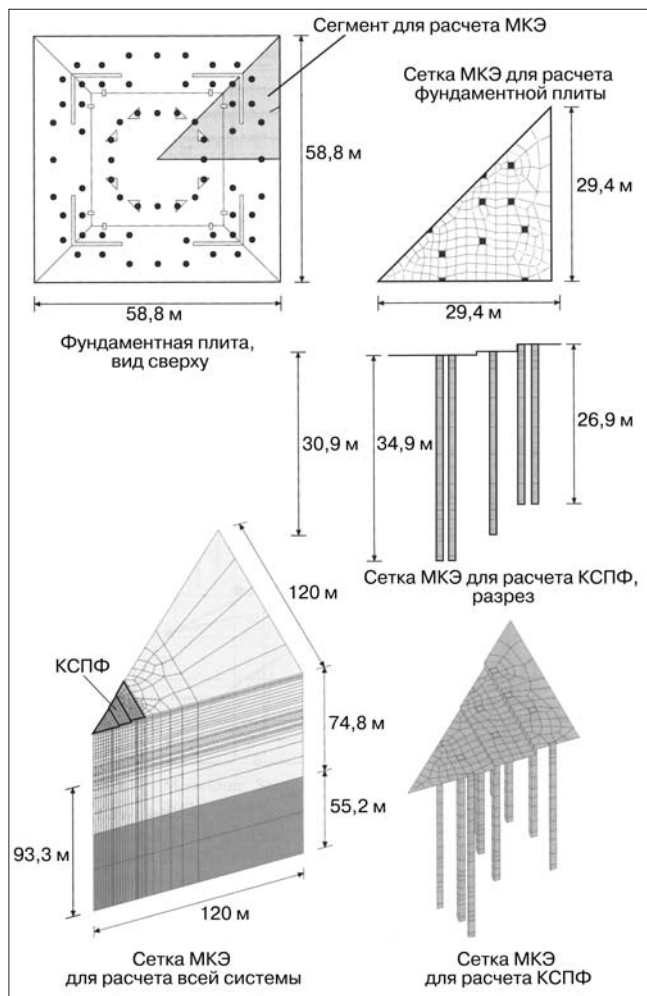 Сегмент для расчета МКЭ
Сетка МКЭ для расчета
фундаментной плиты
58,8 м
29,4 м
58,8 м
29,4 м
Фундаментная плита,
вид сверху
30,9 м
34,9 м
26,9 м
Сетка МКЭ для расчета КСПФ,
разрез
120 м
КСПФ
74,8 м
55,2 м
93,3 м
120 м
Сетка МКЭ
для расчета всей системы
Сетка МКЭ
для расчета КСПФ